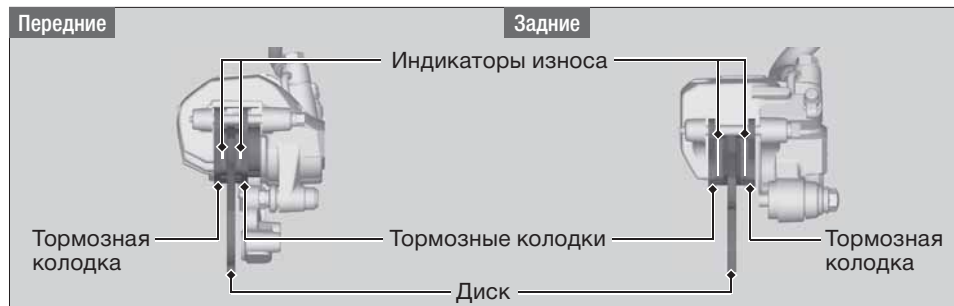 Передние
Задние
Индикаторы износа
Тормозная
колодка
Тормозные колодки
Тормозная
колодка
Диск